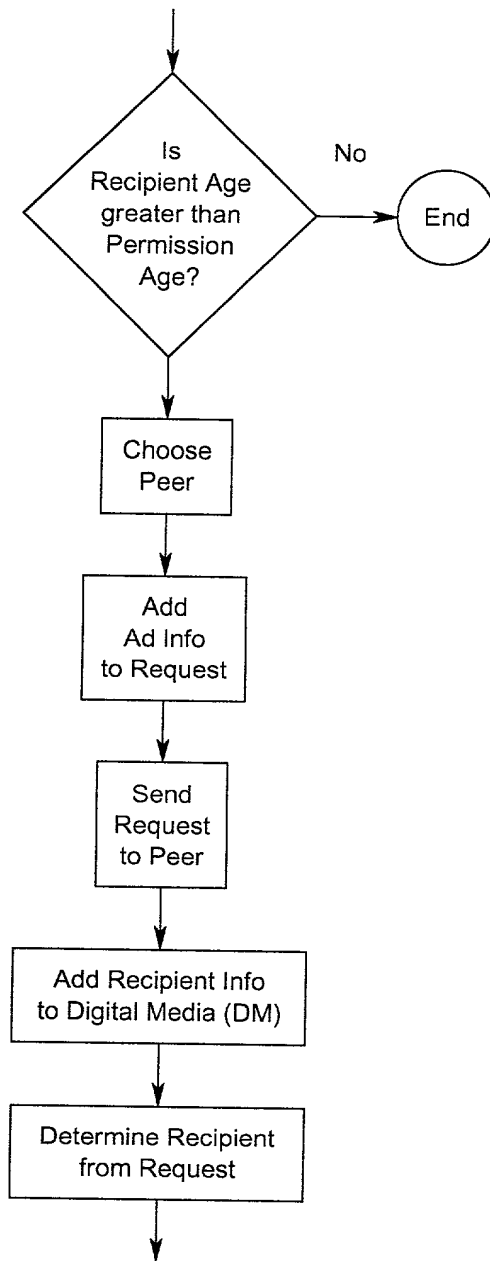 Is
Recipient Age
greater than
Permission
Age?
No
End
Choose
Peer
Add
Ad Info
to Request
Send
Request
to Peer
Add Recipient Info
to Digital Media (DM)
Determine Recipient
from Request